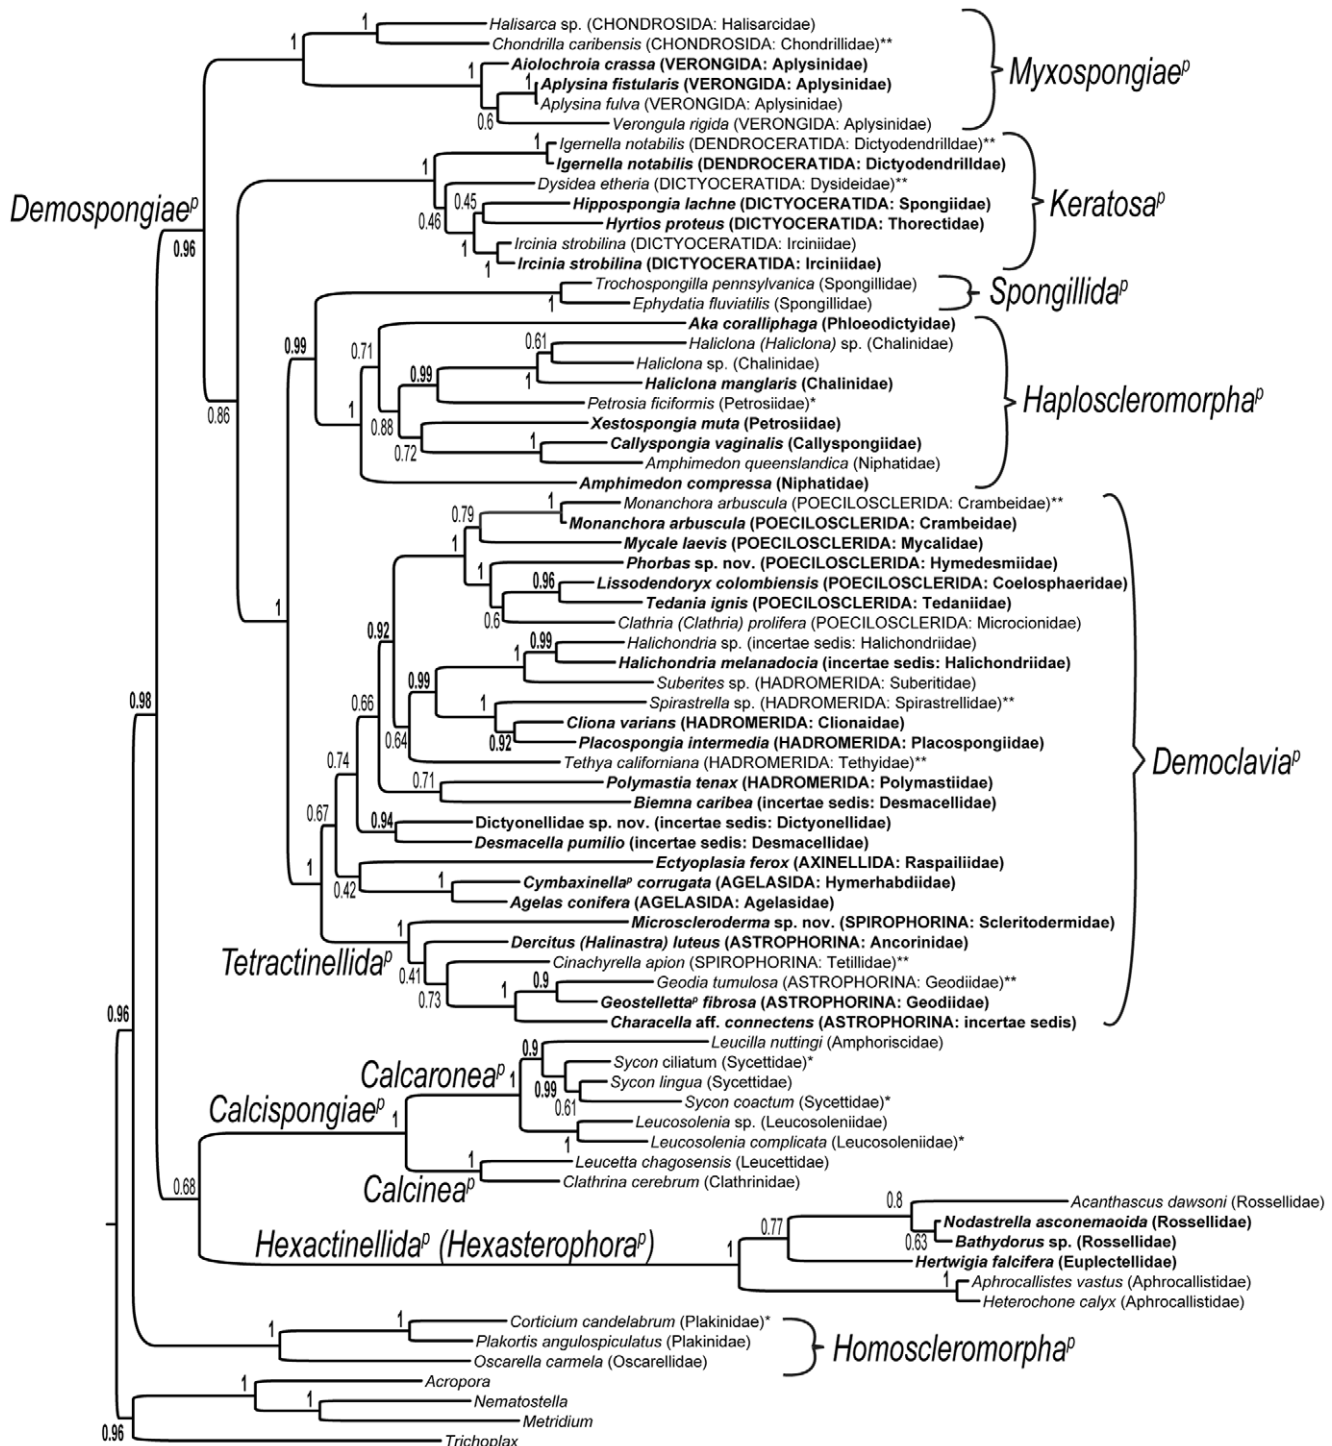 Halisarca sp. (CHONDROSIDA: Halisarcidae)
1
Chondrilla caribensis (CHONDROSIDA: Chondrillidae)**
1
Aiolochroia crassa (VERONGIDA: Aplysinidae)
1
Myxospongiaeᵖ
1 Aplysina fistularis (VERONGIDA: Aplysinidae)
Aplysina fulva (VERONGIDA: Aplysinidae)
0.6 Verongula rigida (VERONGIDA: Aplysinidae)
1 Igernella notabilis (DENDROCERATIDA: Dictyodendrilldae)**
1 Igernella notabilis (DENDROCERATIDA: Dictyodendrilldae)
Dysidea etheria (DICTYOCERATIDA: Dysideidae)**
Demospongiaeᵖ
0.45 Hippospongia lachne (DICTYOCERATIDA: Spongiidae)
Keratosaᵖ
0.46 Hyrtios proteus (DICTYOCERATIDA: Thorectidae)
0.96
1 Ircinia strobilina (DICTYOCERATIDA: Irciniidae)
1 Ircinia strobilina (DICTYOCERATIDA: Irciniidae)
Trochospongilla pennsylvanica (Spongillidae)
Spongillidaᵖ
1 Ephydatia fluviatilis (Spongillidae)
Aka coralliphaga (Phloeodictyidae)
0.99
0.71
0.61 Haliclona (Haliclona) sp. (Chalinidae)
Haliclona sp. (Chalinidae)
0.99 1 Haliclona manglaris (Chalinidae)
Haploscleromorphaᵖ
Petrosia ficiformis (Petrosiidae)*
0.86 1 0.88
Xestospongia muta (Petrosiidae)
0.72 1 Callyspongia vaginalis (Callyspongiidae)
Amphimedon queenslandica (Niphatidae)
Amphimedon compressa (Niphatidae)
1 Monanchora arbuscula (POECILOSCLERIDA: Crambeidae)**
0.79 Monanchora arbuscula (POECILOSCLERIDA: Crambeidae)
1 Mycale laevis (POECILOSCLERIDA: Mycalidae)
1 Phorbas sp. nov. (POECILOSCLERIDA: Hymedesmiidae)
0.96 Lissodendoryx colombiensis (POECILOSCLERIDA: Coelosphaeridae)
1 Tedania ignis (POECILOSCLERIDA: Tedaniidae)
0.6 Clathria (Clathria) prolifera (POECILOSCLERIDA: Microcionidae)
0.92 0.99 Halichondria sp. (incertae sedis: Halichondriidae)
1 Halichondria melanadocia (incertae sedis: Halichondriidae)
0.99 Suberites sp. (HADROMERIDA: Suberitidae)
0.98 0.66 1 Spirastrella sp. (HADROMERIDA: Spirastrellidae)**
Cliona varians (HADROMERIDA: Clionaidae)
0.64 0.92 Placospongia intermedia (HADROMERIDA: Placospongiidae)
0.74 Tethya californiana (HADROMERIDA: Tethyidae)**
Democlaviaᵖ
0.71 Polymastia tenax (HADROMERIDA: Polymastiidae)
Biemna caribea (incertae sedis: Desmacellidae)
0.67 0.94 Dictyonellidae sp. nov. (incertae sedis: Dictyonellidae)
Desmacella pumilio (incertae sedis: Desmacellidae)
1 Ectyoplasia ferox (AXINELLIDA: Raspailiidae)
0.42 1 Cymbaxinellaᵖ corrugata (AGELASIDA: Hymerhabdiidae)
Agelas conifera (AGELASIDA: Agelasidae)
1 Microscleroderma sp. nov. (SPIROPHORINA: Scleritodermidae)
Dercitus (Halinastra) luteus (ASTROPHORINA: Ancorinidae)
Tetractinellidaᵖ
Cinachyrella apion (SPIROPHORINA: Tetillidae)**
0.41 0.9 Geodia tumulosa (ASTROPHORINA: Geodiidae)**
0.73 1 Geostellettaᵖ fibrosa (ASTROPHORINA: Geodiidae)
0.96 Characella aff. connectens (ASTROPHORINA: incertae sedis)
0.9 Leucilla nuttingi (Amphoriscidae)
Sycon ciliatum (Sycettidae)*
Calcaroneaᵖ
1 0.99 Sycon lingua (Sycettidae)
0.61 Sycon coactum (Sycettidae)*
Calcispongiaeᵖ
1 Leucosolenia sp. (Leucosoleniidae)
1 Leucosolenia complicata (Leucosoleniidae)*
1 Leucetta chagosensis (Leucettidae)
Clathrina cerebrum (Clathrinidae)
0.68
Calcineaᵖ
0.8 Acanthascus dawsoni (Rossellidae)
0.77 Nodastrella asconemaoida (Rossellidae)
0.63 Bathydorus sp. (Rossellidae)
Hexactinellidaᵖ (Hexasterophoraᵖ)
1 Hertwigia falcifera (Euplectellidae)
1 Aphrocallistes vastus (Aphrocallistidae)
Heterochone calyx (Aphrocallistidae)
1 Corticium candelabrum (Plakinidae)*
1 Plakortis angulospiculatus (Plakinidae)
Homoscleromorphaᵖ
Oscarella carmela (Oscarellidae)
1 Acropora
1 Nematostella
Metridium
0.96 Trichoplax